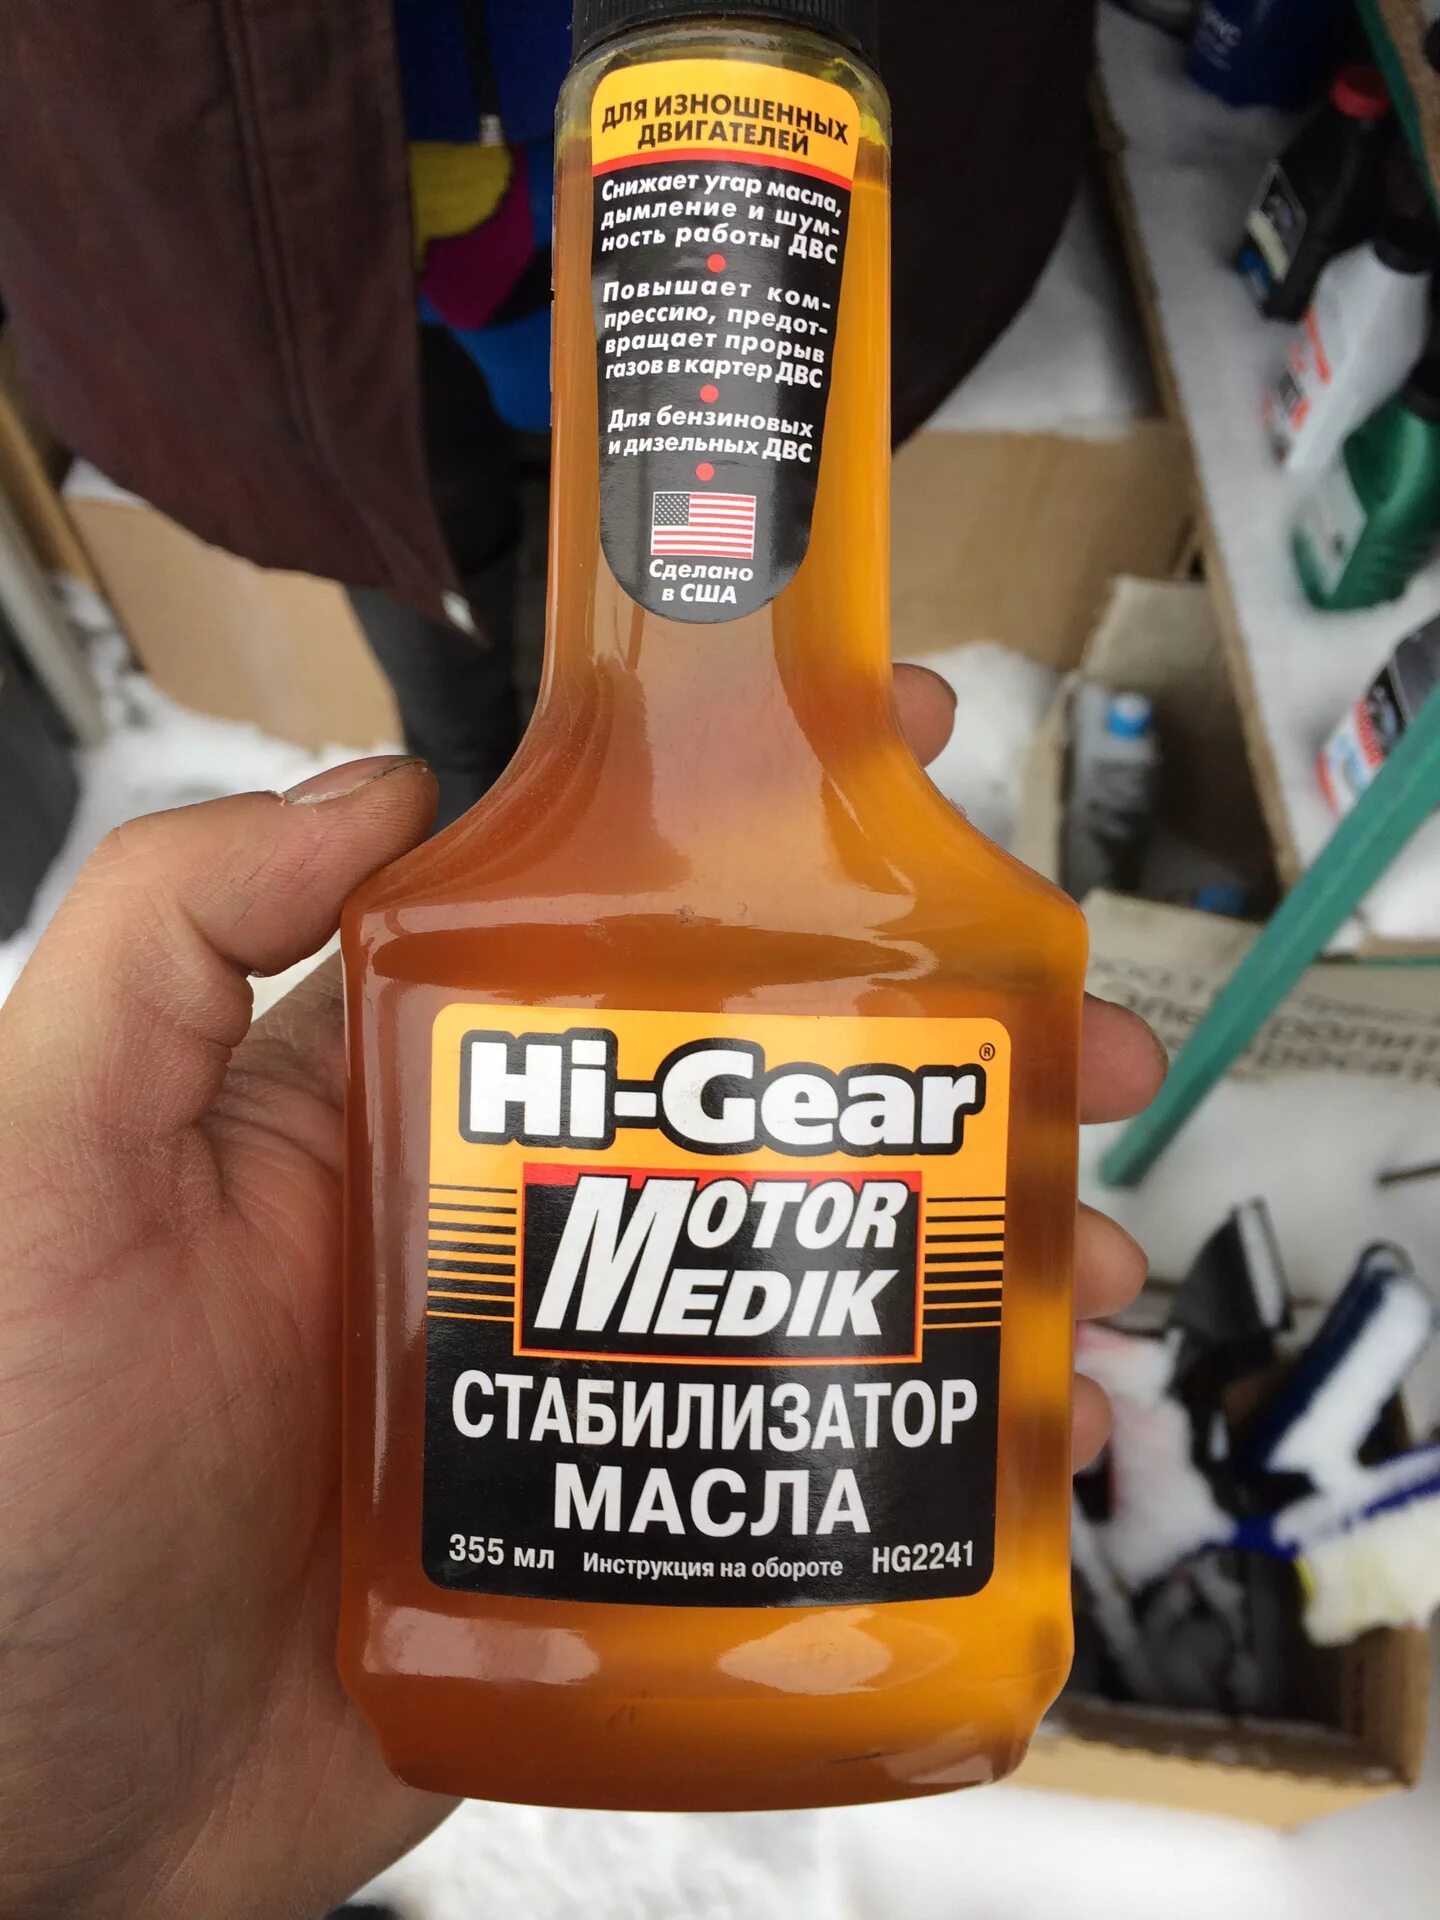 ДЛЯ ИЗНОШЕННЫХ
ДВИГАТЕЛЕЙ
Снижает угар масла,
дымление и шум-
ность работы ДВС
Повышает ком-
прессию, предот-
вращает прорыв
газов в картер ДВС
Для бензиновых
и дизельных ДВС
Сделано
в США
Hi-Gear®
MOTOR
MEDIK
СТАБИЛИЗАТОР
МАСЛА
355 мл Инструкция на обороте HG2241